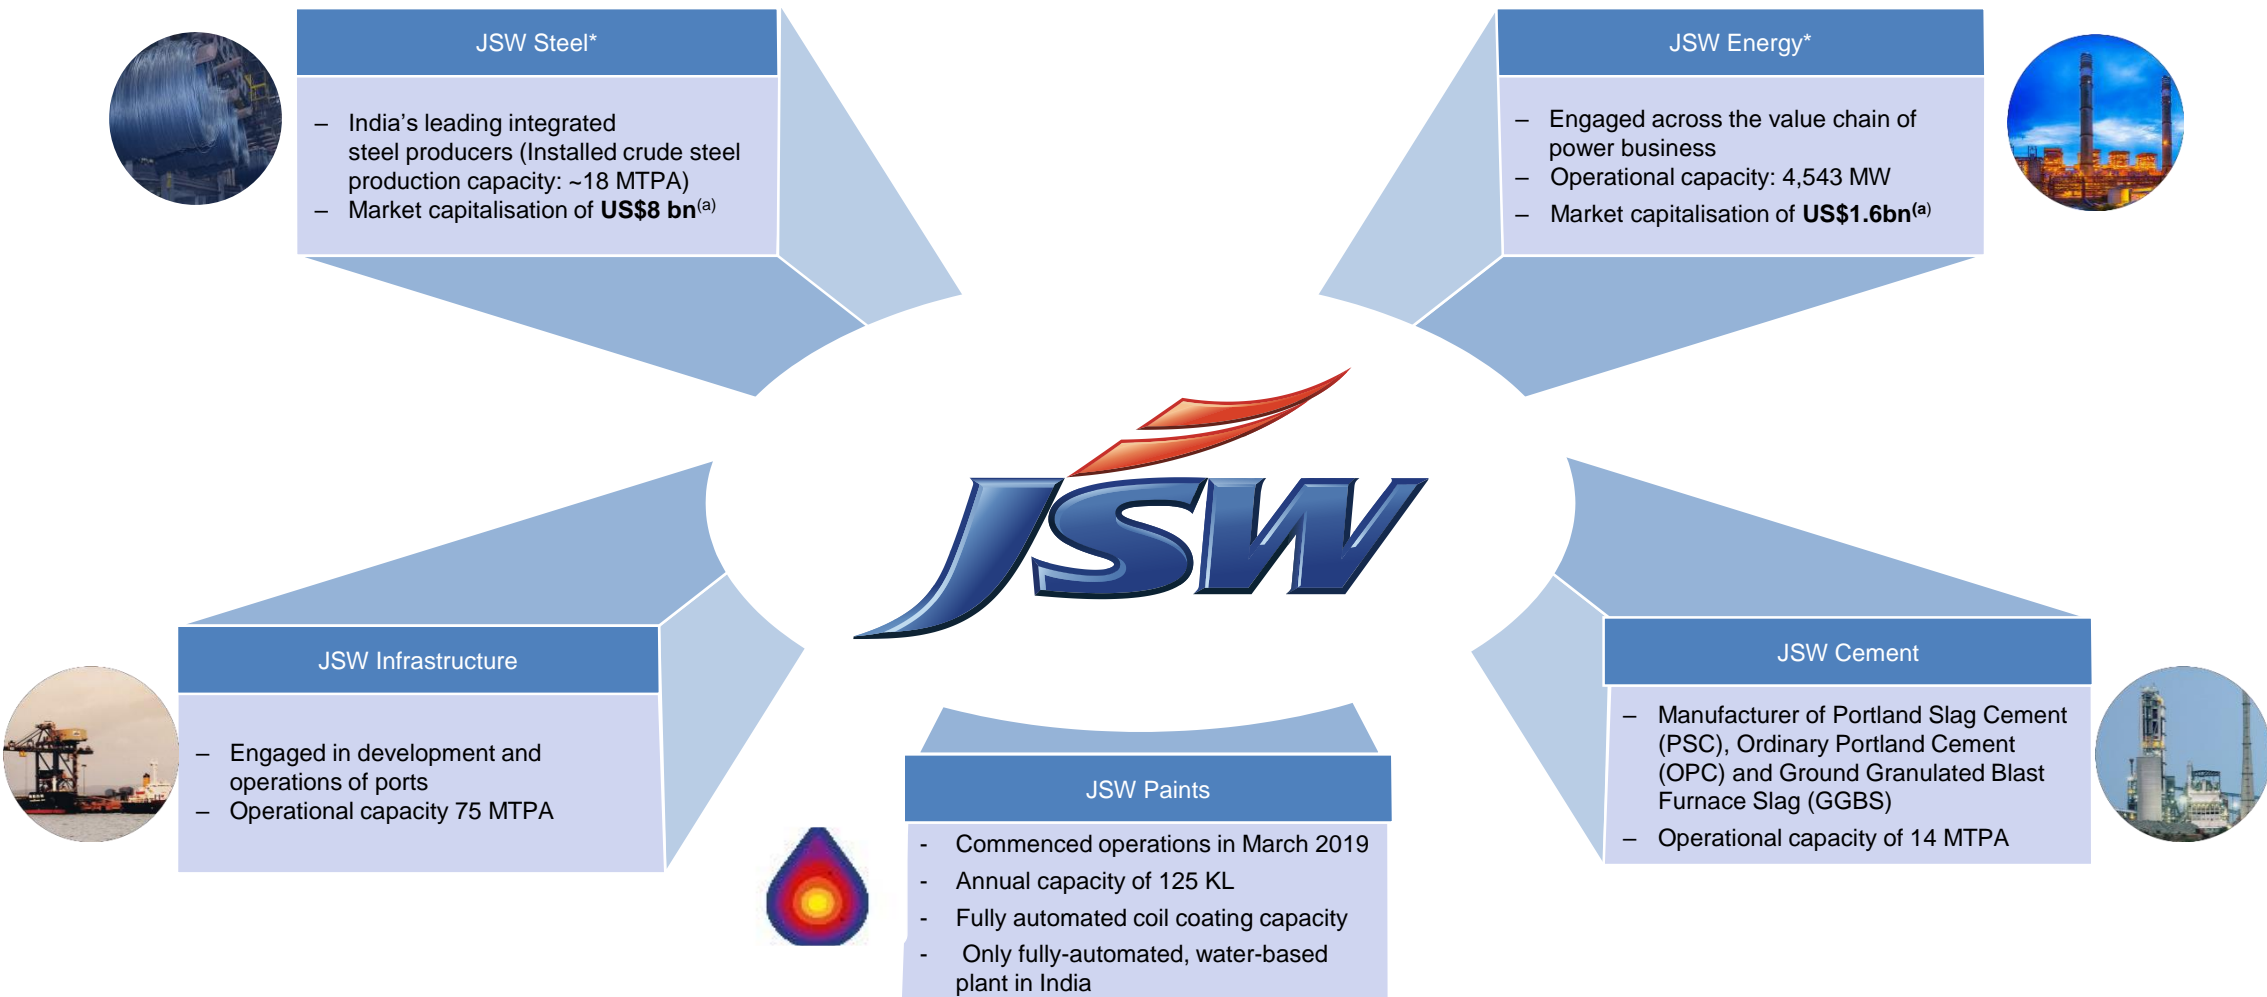 JSW Steel*
– India's leading integrated
steel producers (Installed crude steel
production capacity: ~18 MTPA)
– Market capitalisation of US$8 bn(a)
JSW Energy*
– Engaged across the value chain of
power business
– Operational capacity: 4,543 MW
– Market capitalisation of US$1.6bn(a)
JSW
JSW Infrastructure
– Engaged in development and
operations of ports
– Operational capacity 75 MTPA
JSW Paints
- Commenced operations in March 2019
- Annual capacity of 125 KL
- Fully automated coil coating capacity
- Only fully-automated, water-based
plant in India
JSW Cement
– Manufacturer of Portland Slag Cement
(PSC), Ordinary Portland Cement
(OPC) and Ground Granulated Blast
Furnace Slag (GGBS)
– Operational capacity of 14 MTPA